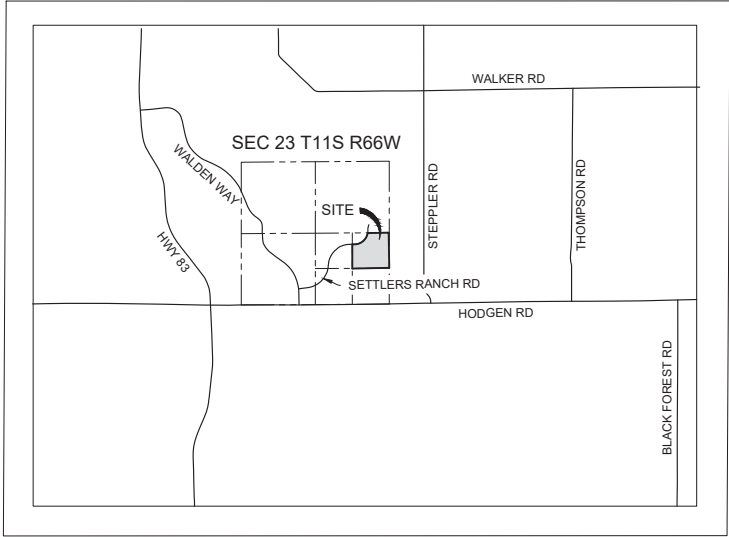 WALKER RD
SEC 23 T11S R66W
WALDEN WAY
STEPPLER RD
THOMPSON RD
SITE
HWY 83
SETTLERS RANCH RD
HODGEN RD
BLACK FOREST RD